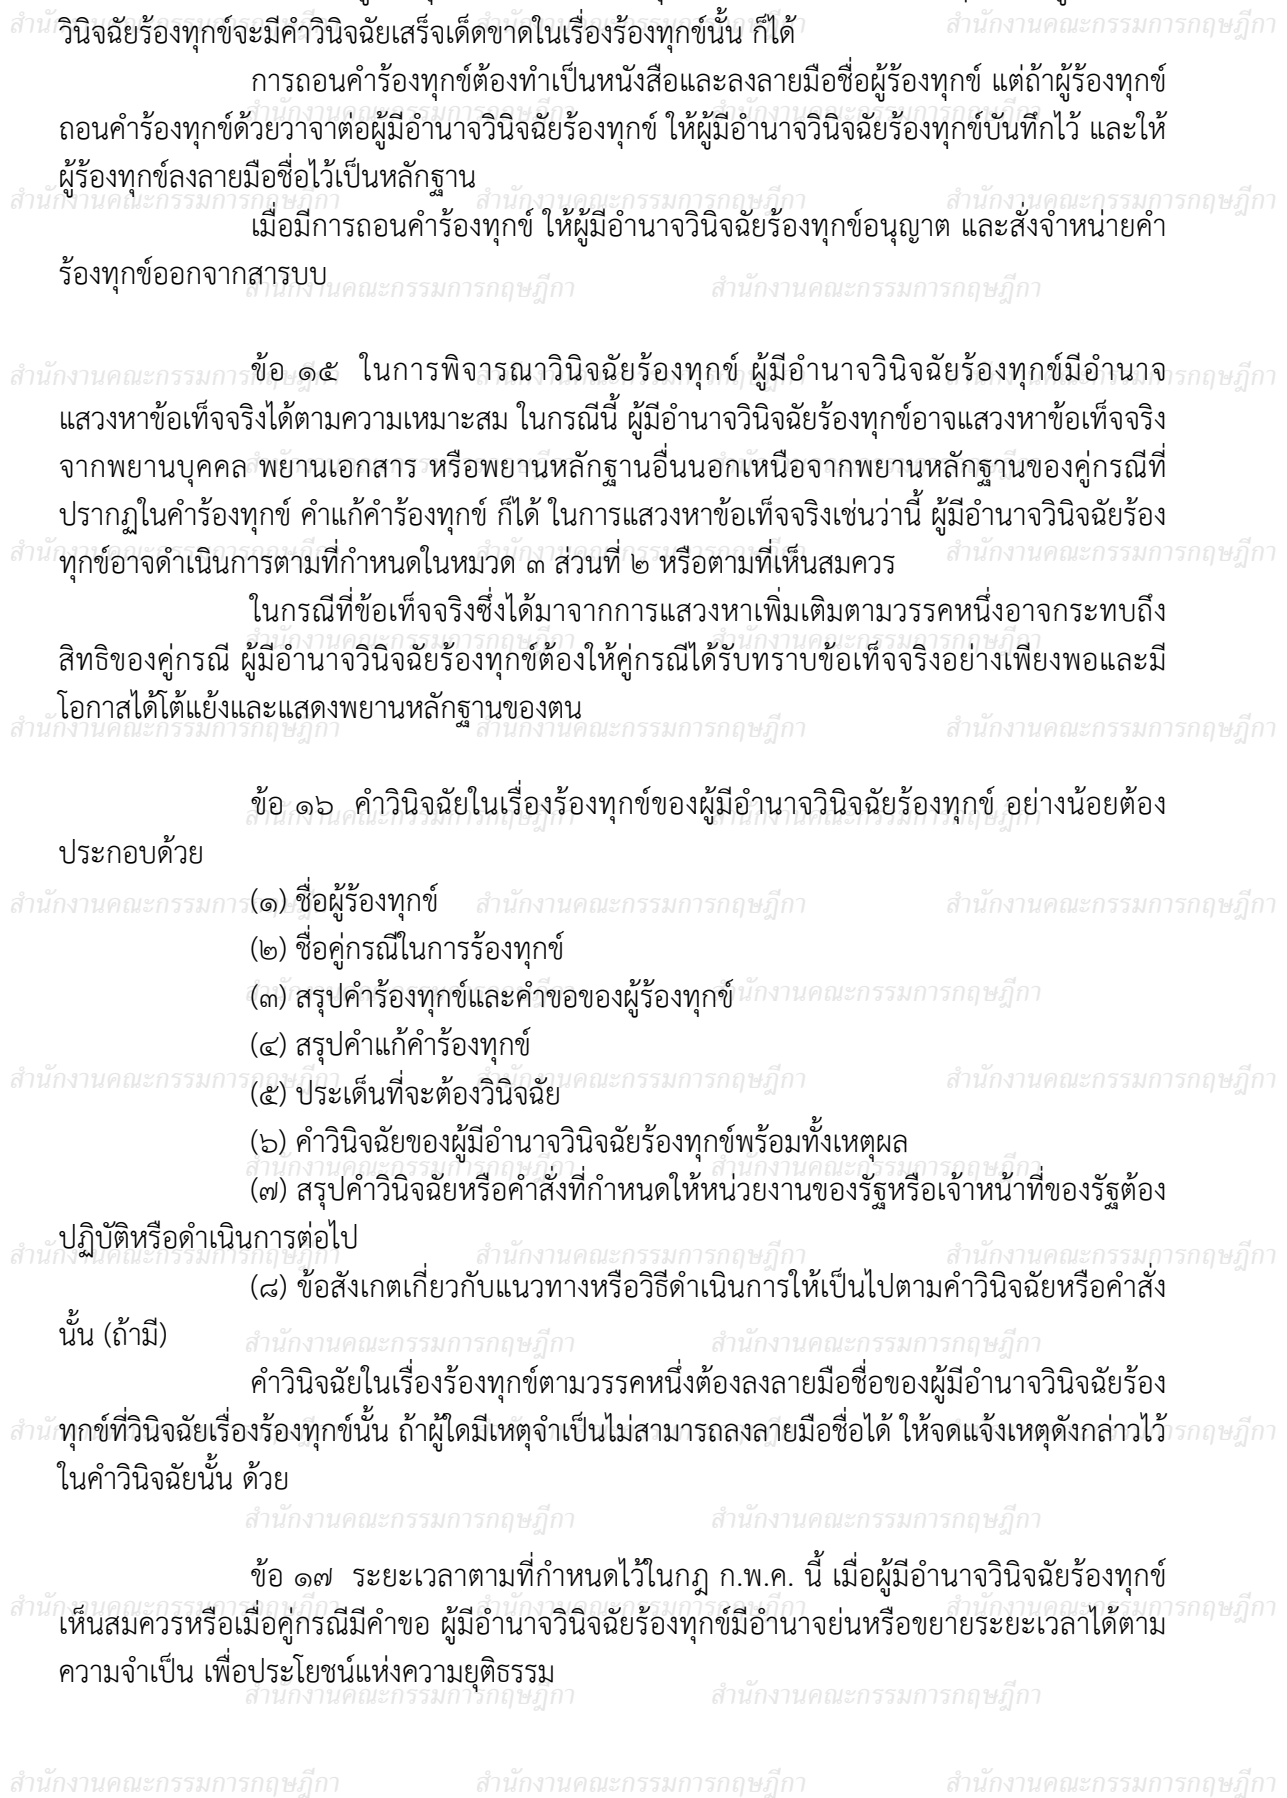 วินิจฉัยร้องทุกข์จะมีคำวินิจฉัยเสร็จเด็ดขาดในเรื่องร้องทุกข์นั้น ก็ได้
การถอนคำร้องทุกข์ต้องทำเป็นหนังสือและลงลายมือชื่อผู้ร้องทุกข์ แต่ถ้าผู้ร้องทุกข์
ถอนคำร้องทุกข์ด้วยวาจาต่อผู้มีอำนาจวินิจฉัยร้องทุกข์ ให้ผู้มีอำนาจวินิจฉัยร้องทุกข์บันทึกไว้ และให้
ผู้ร้องทุกข์ลงลายมือชื่อไว้เป็นหลักฐาน
เมื่อมีการถอนคำร้องทุกข์ ให้ผู้มีอำนาจวินิจฉัยร้องทุกข์อนุญาต และสั่งจำหน่ายคำ
ร้องทุกข์ออกจากสารบบ
ข้อ ๑๕ ในการพิจารณาวินิจฉัยร้องทุกข์ ผู้มีอำนาจวินิจฉัยร้องทุกข์มีอำนาจ
แสวงหาข้อเท็จจริงได้ตามความเหมาะสม ในกรณีนี้ ผู้มีอำนาจวินิจฉัยร้องทุกข์อาจแสวงหาข้อเท็จจริง
จากพยานบุคคล พยานเอกสาร หรือพยานหลักฐานอื่นนอกเหนือจากพยานหลักฐานของคู่กรณีที่
ปรากฏในคำร้องทุกข์ คำแก้คำร้องทุกข์ ก็ได้ ในการแสวงหาข้อเท็จจริงเช่นว่านี้ ผู้มีอำนาจวินิจฉัยร้อง
ทุกข์อาจดำเนินการตามที่กำหนดในหมวด ๓ ส่วนที่ ๒ หรือตามที่เห็นสมควร
ในกรณีที่ข้อเท็จจริงซึ่งได้มาจากการแสวงหาเพิ่มเติมตามวรรคหนึ่งอาจกระทบถึง
สิทธิของคู่กรณี ผู้มีอำนาจวินิจฉัยร้องทุกข์ต้องให้คู่กรณีได้รับทราบข้อเท็จจริงอย่างเพียงพอและมี
โอกาสได้โต้แย้งและแสดงพยานหลักฐานของตน
ข้อ ๑๖ คำวินิจฉัยในเรื่องร้องทุกข์ของผู้มีอำนาจวินิจฉัยร้องทุกข์ อย่างน้อยต้อง
ประกอบด้วย
(๑) ชื่อผู้ร้องทุกข์
(๒) ชื่อคู่กรณีในการร้องทุกข์
(๓) สรุปคำร้องทุกข์และคำขอของผู้ร้องทุกข์
(๔) สรุปคำแก้คำร้องทุกข์
(๕) ประเด็นที่จะต้องวินิจฉัย
(๖) คำวินิจฉัยของผู้มีอำนาจวินิจฉัยร้องทุกข์พร้อมทั้งเหตุผล
(๗) สรุปคำวินิจฉัยหรือคำสั่งที่กำหนดให้หน่วยงานของรัฐหรือเจ้าหน้าที่ของรัฐต้อง
ปฏิบัติหรือดำเนินการต่อไป
(๘) ข้อสังเกตเกี่ยวกับแนวทางหรือวิธีดำเนินการให้เป็นไปตามคำวินิจฉัยหรือคำสั่ง
นั้น (ถ้ามี)
คำวินิจฉัยในเรื่องร้องทุกข์ตามวรรคหนึ่งต้องลงลายมือชื่อของผู้มีอำนาจวินิจฉัยร้อง
ทุกข์ที่วินิจฉัยเรื่องร้องทุกข์นั้น ถ้าผู้ใดมีเหตุจำเป็นไม่สามารถลงลายมือชื่อได้ ให้จดแจ้งเหตุดังกล่าวไว้
ในคำวินิจฉัยนั้น ด้วย
ข้อ ๑๗ ระยะเวลาตามที่กำหนดไว้ในกฎ ก.พ.ค. นี้ เมื่อผู้มีอำนาจวินิจฉัยร้องทุกข์
เห็นสมควรหรือเมื่อคู่กรณีมีคำขอ ผู้มีอำนาจวินิจฉัยร้องทุกข์มีอำนาจย่นหรือขยายระยะเวลาได้ตาม
ความจำเป็น เพื่อประโยชน์แห่งความยุติธรรม
สำนักงานคณะกรรมการกฤษฎีกา สำนักงานคณะกรรมการกฤษฎีกา สำนักงานคณะกรรมการกฤษฎีกา